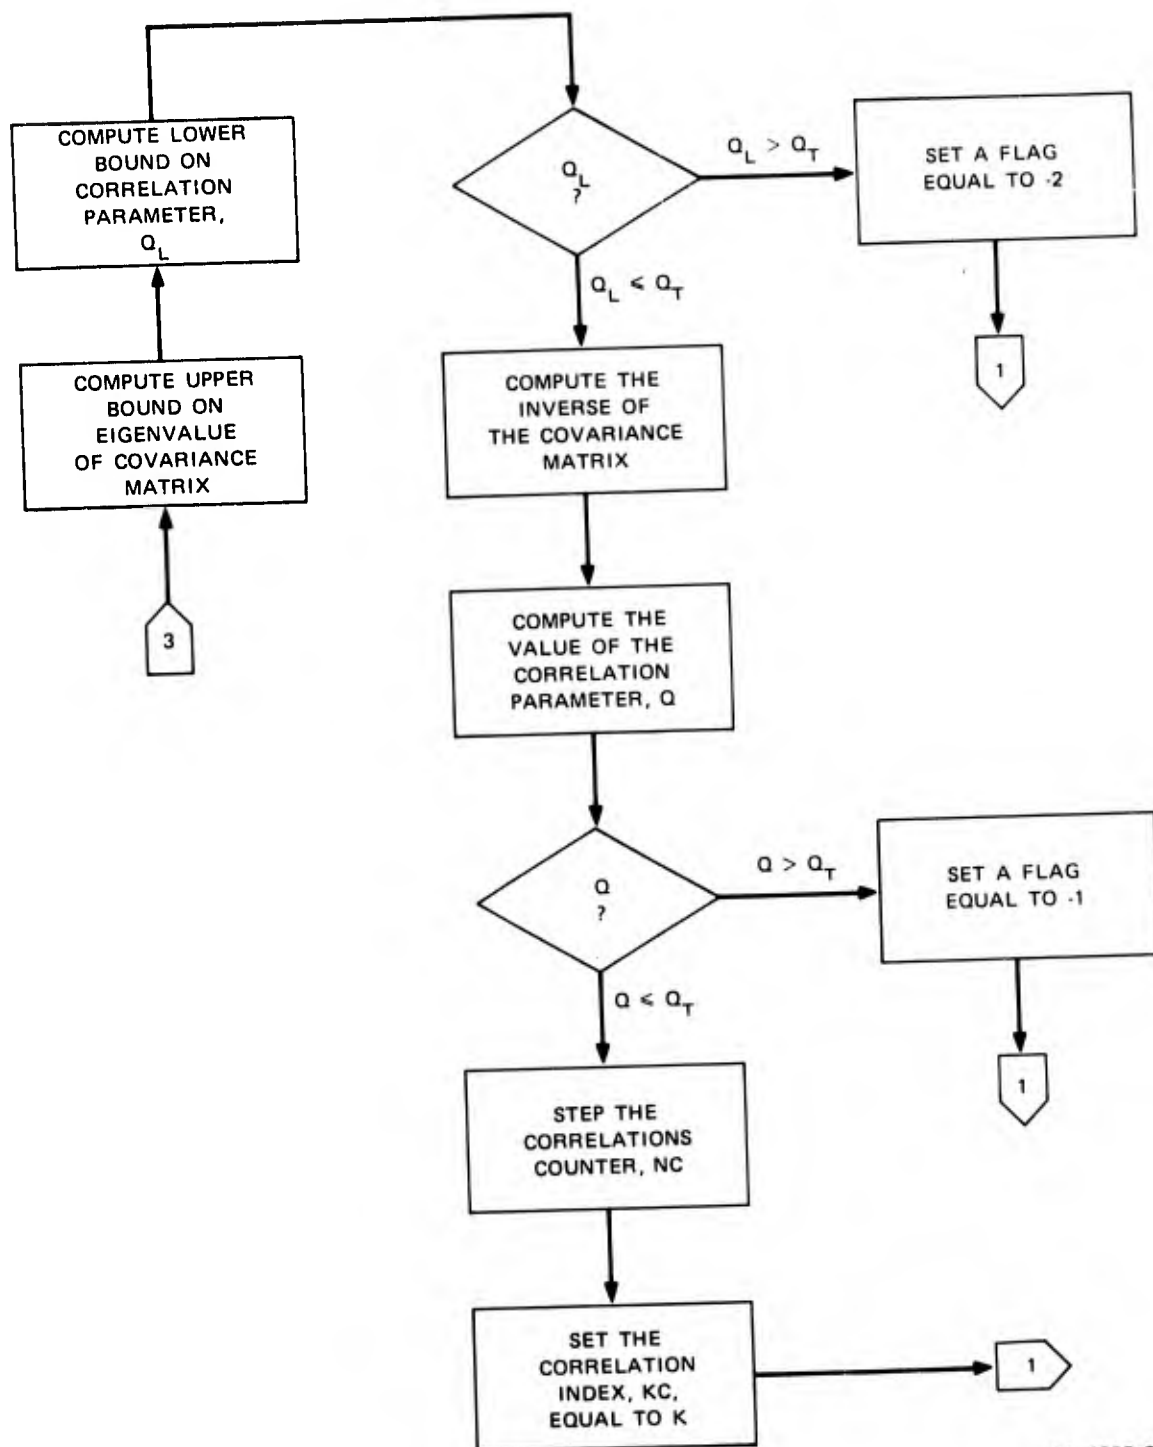 COMPUTE LOWER
BOUND ON
CORRELATION
PARAMETER,
Q_L
COMPUTE UPPER
BOUND ON
EIGENVALUE
OF COVARIANCE
MATRIX
3
Q_L
?
Q_L > Q_T
SET A FLAG
EQUAL TO -2
1
Q_L ≤ Q_T
COMPUTE THE
INVERSE OF
THE COVARIANCE
MATRIX
COMPUTE THE
VALUE OF THE
CORRELATION
PARAMETER, Q
Q
?
Q > Q_T
SET A FLAG
EQUAL TO -1
1
Q ≤ Q_T
STEP THE
CORRELATIONS
COUNTER, NC
SET THE
CORRELATION
INDEX, KC,
EQUAL TO K
1